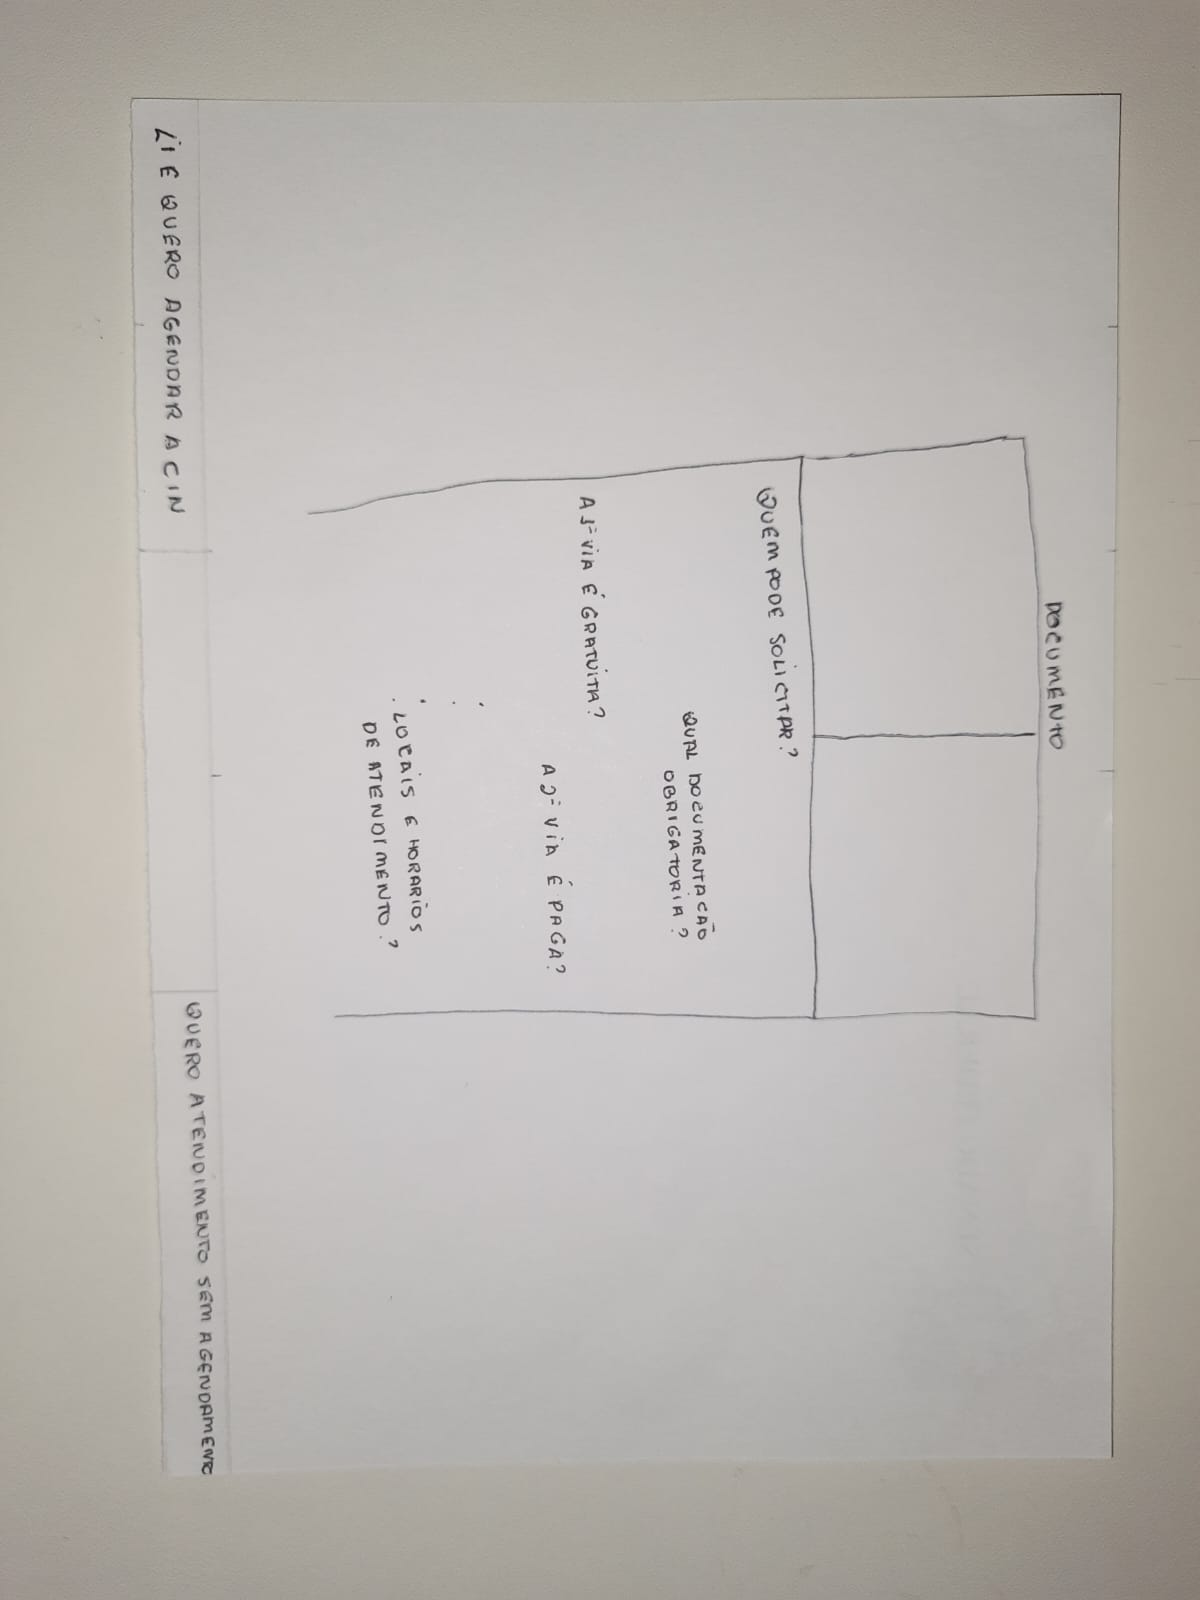 DOCUMENTO
QUEM PODE SOLICITAR?
QUAL DOCUMENTACÃO
OBRIGATORIA?
A 1ª VIA É GRATUITA?
A 2ª VIA É PAGA?
LOCAIS E HORARIOS
DE ATENDIMENTO?
LI E QUERO AGENDAR A CIN
QUERO ATENDIMENTO SEM AGENDAMENTO